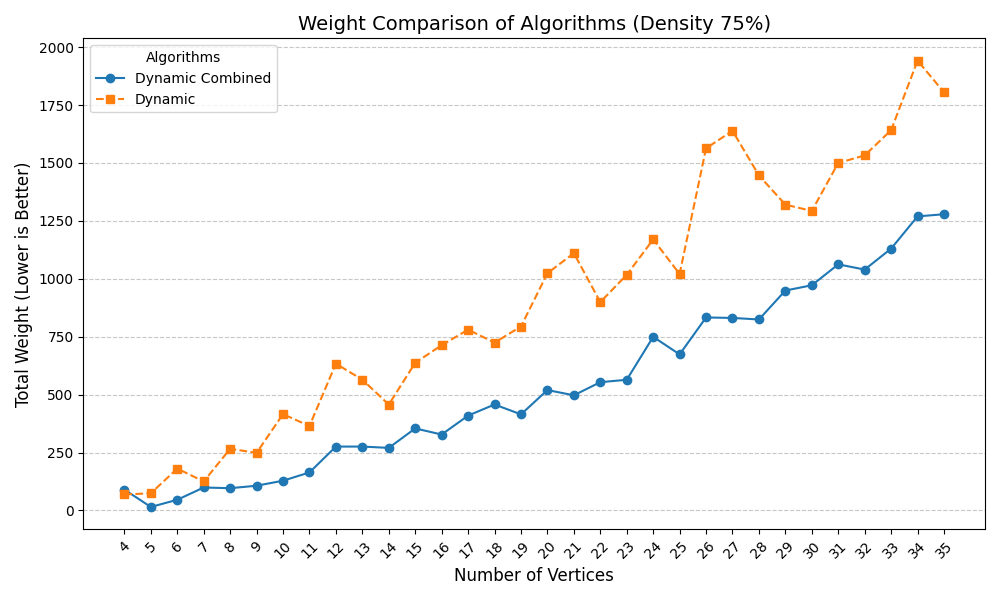 Weight Comparison of Algorithms (Density 75%)
Total Weight (Lower is Better)
2000
1750
1500
1250
1000
750
500
250
0
Algorithms
Dynamic Combined
Dynamic
4 5 6 7 8 9 10 11 12 13 14 15 16 17 18 19 20 21 22 23 24 25 26 27 28 29 30 31 32 33 34 35
Number of Vertices